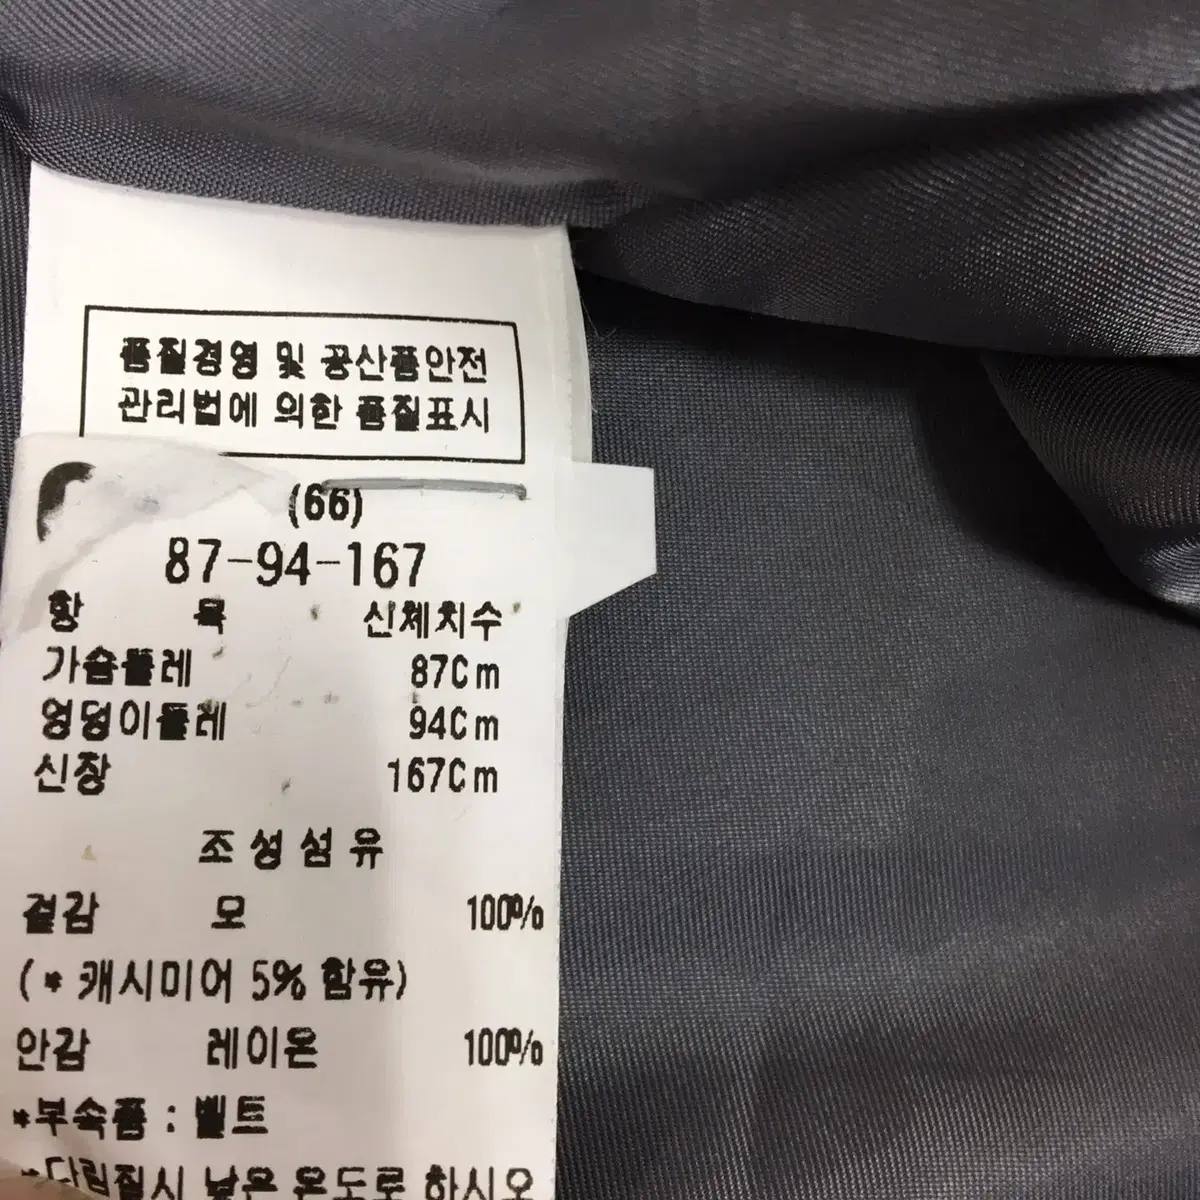 품질경영 및 공산품안전
관리법에 의한 품질표시
(66)
87-94-167
항 목 신체치수
가슴둘레 87Cm
엉덩이둘레 94Cm
신장 167Cm
조성섬유
겉감 모 100%
(* 캐시미어 5% 함유)
안감 레이온 100%
*부속품 : 벨트
*다림질시 낮은 온도로 하시오